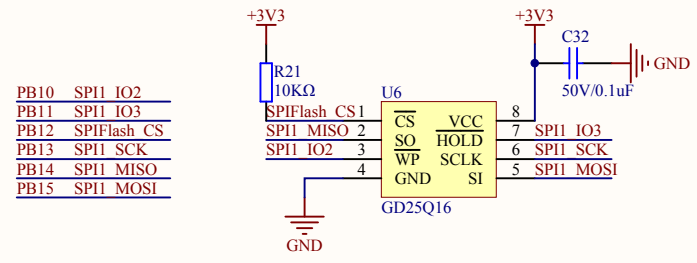 +3V3
+3V3
R21
10KΩ
C32
50V/0.1uF
GND
PB10 SPI1_IO2
PB11 SPI1_IO3
PB12 SPIFlash_CS
PB13 SPI1_SCK
PB14 SPI1_MISO
PB15 SPI1_MOSI
U6
SPIFlash_CS 1 CS VCC 8
SPI1_MISO 2 SO HOLD 7 SPI1_IO3
SPI1_IO2 3 WP SCLK 6 SPI1_SCK
4 GND SI 5 SPI1_MOSI
GD25Q16
GND